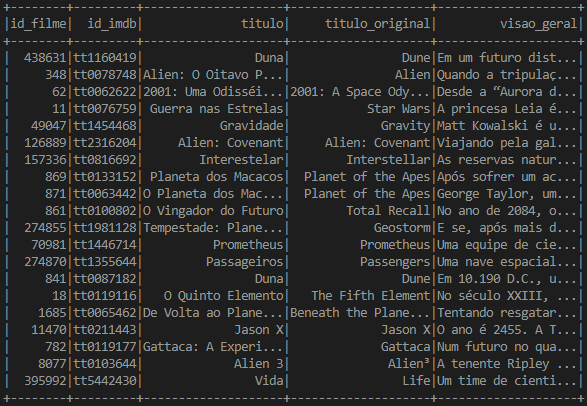 +--------+---------+--------------------+--------------------+--------------------+
|id_filme| id_imdb| titulo| titulo_original| visao_geral|
+--------+---------+--------------------+--------------------+--------------------+
| 438631|tt1160419| Duna| Dune|Em um futuro dist...|
| 348|tt0078748|Alien: O Oitavo P...| Alien|Quando a tripulaç...|
| 62|tt0062622|2001: Uma Odisséi...|2001: A Space Ody...|Desde a “Aurora d...|
| 11|tt0076759| Guerra nas Estrelas| Star Wars|A princesa Leia é...|
| 49047|tt1454468| Gravidade| Gravity|Matt Kowalski é u...|
| 126889|tt2316204| Alien: Covenant| Alien: Covenant|Viajando pela gal...|
| 157336|tt0816692| Interestelar| Interstellar|As reservas natur...|
| 869|tt0133152| Planeta dos Macacos| Planet of the Apes|Após sofrer um ac...|
| 871|tt0063442|O Planeta dos Mac...| Planet of the Apes|George Taylor, um...|
| 861|tt0100802|O Vingador do Futuro| Total Recall|No ano de 2084, o...|
| 274855|tt1981128|Tempestade: Plane...| Geostorm|E se, após mais d...|
| 70981|tt1446714| Prometheus| Prometheus|Uma equipe de cie...|
| 274870|tt1355644| Passageiros| Passengers|Uma nave espacial...|
| 841|tt0087182| Duna| Dune|Em 10.190 D.C., u...|
| 18|tt0119116| O Quinto Elemento| The Fifth Element|No século XXIII, ...|
| 1685|tt0065462|De Volta ao Plane...|Beneath the Plane...|Tentando resgatar...|
| 11470|tt0211443| Jason X| Jason X|O ano é 2455. A T...|
| 782|tt0119177|Gattaca: A Experi...| Gattaca|Num futuro no qua...|
| 8077|tt0103644| Alien 3| Alien³|A tenente Ripley ...|
| 395992|tt5442430| Vida| Life|Um time de cienti...|
+--------+---------+--------------------+--------------------+--------------------+